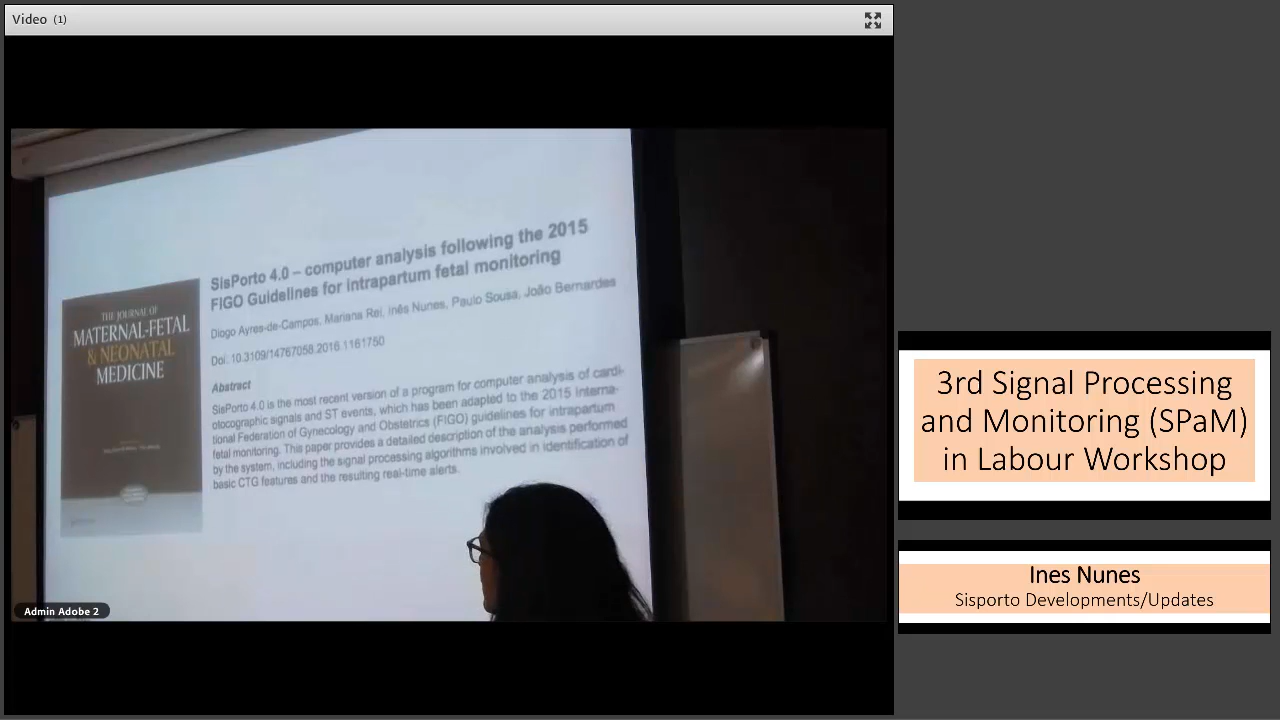 Video (1)
SisPorto 4.0 – computer analysis following the 2015
FIGO Guidelines for intrapartum fetal monitoring
Diogo Ayres-de-Campos, Mariana Rei, Inês Nunes, Paulo Sousa, João Bernardes
Doi. 10.3109/14767058.2016.1161750
Abstract
SisPorto 4.0 is the most recent version of a program for computer analysis of cardi-
otocographic signals and ST events, which has been adapted to the 2015 Interna-
tional Federation of Gynecology and Obstetrics (FIGO) guidelines for intrapartum
fetal monitoring. This paper provides a detailed description of the analysis performed
by the system, including the signal processing algorithms involved in identification of
basic CTG features and the resulting real-time alerts.
THE JOURNAL OF
MATERNAL-FETAL
& NEONATAL
MEDICINE
Admin Adobe 2
3rd Signal Processing
and Monitoring (SPaM)
in Labour Workshop
Ines Nunes
Sisporto Developments/Updates